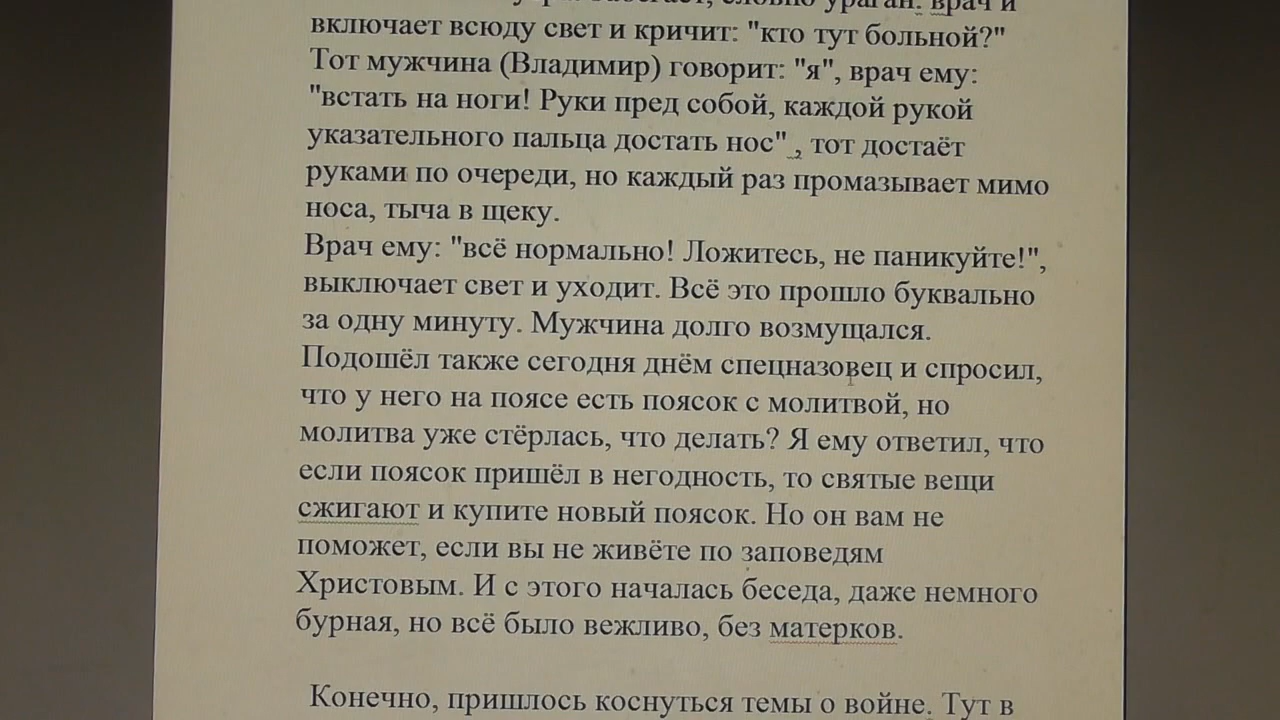 словно ураган. врач и
включает всюду свет и кричит: "кто тут больной?"
Тот мужчина (Владимир) говорит: "я", врач ему:
"встать на ноги! Руки пред собой, каждой рукой
указательного пальца достать нос" , тот достаёт
руками по очереди, но каждый раз промазывает мимо
носа, тыча в щеку.
Врач ему: "всё нормально! Ложитесь, не паникуйте!",
выключает свет и уходит. Всё это прошло буквально
за одну минуту. Мужчина долго возмущался.
Подошёл также сегодня днём спецназовец и спросил,
что у него на поясе есть поясок с молитвой, но
молитва уже стёрлась, что делать? Я ему ответил, что
если поясок пришёл в негодность, то святые вещи
сжигают и купите новый поясок. Но он вам не
поможет, если вы не живёте по заповедям
Христовым. И с этого началась беседа, даже немного
бурная, но всё было вежливо, без матерков.
Конечно, пришлось коснуться темы о войне. Тут в